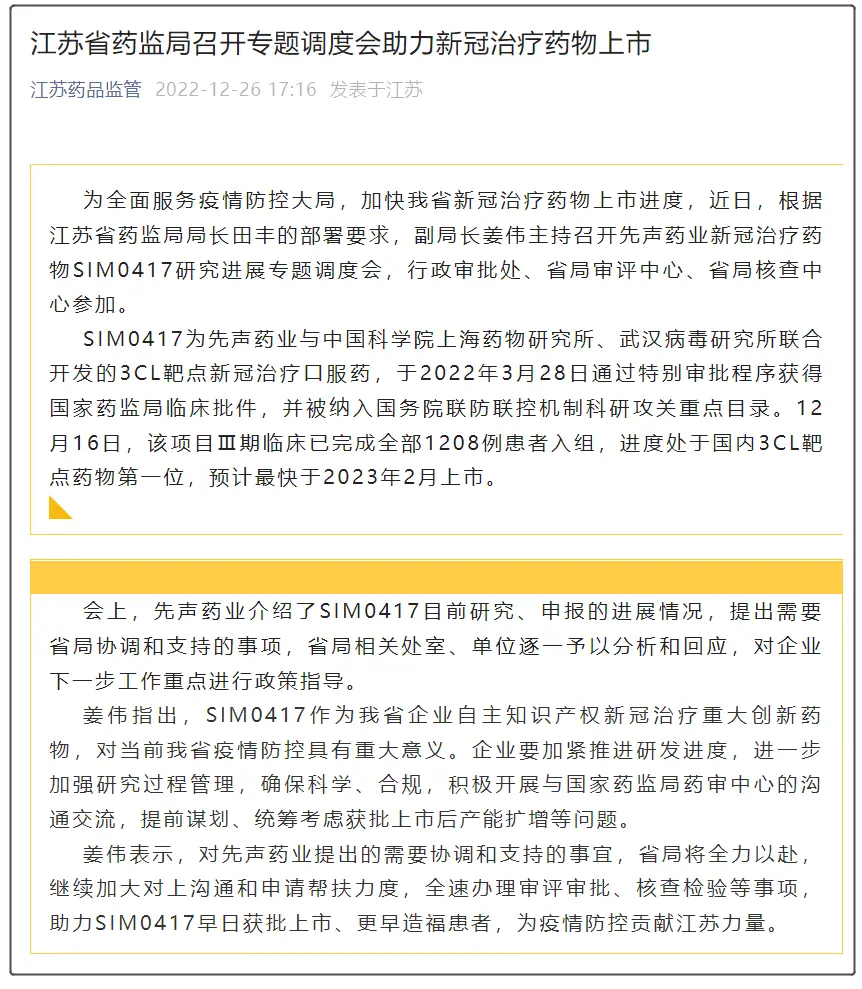 江苏省药监局召开专题调度会助力新冠治疗药物上市
江苏药品监管 2022-12-26 17:16 发表于江苏
为全面服务疫情防控大局，加快我省新冠治疗药物上市进度，近日，根据
江苏省药监局局长田丰的部署要求，副局长姜伟主持召开先声药业新冠治疗药
物SIM0417研究进展专题调度会，行政审批处、省局审评中心、省局核查中
心参加。
SIM0417为先声药业与中国科学院上海药物研究所、武汉病毒研究所联合
开发的3CL靶点新冠治疗口服药，于2022年3月28日通过特别审批程序获得
国家药监局临床批件，并被纳入国务院联防联控机制科研攻关重点目录。12
月16日，该项目Ⅲ期临床已完成全部1208例患者入组，进度处于国内3CL靶
点药物第一位，预计最快于2023年2月上市。
会上，先声药业介绍了SIM0417目前研究、申报的进展情况，提出需要
省局协调和支持的事项，省局相关处室、单位逐一予以分析和回应，对企业
下一步工作重点进行政策指导。
姜伟指出，SIM0417作为我省企业自主知识产权新冠治疗重大创新药
物，对当前我省疫情防控具有重大意义。企业要加紧推进研发进度，进一步
加强研究过程管理，确保科学、合规，积极开展与国家药监局药审中心的沟
通交流，提前谋划、统筹考虑获批上市后产能扩增等问题。
姜伟表示，对先声药业提出的需要协调和支持的事宜，省局将全力以赴，
继续加大对上沟通和申请帮扶力度，全速办理审评审批、核查检验等事项，
助力SIM0417早日获批上市、更早造福患者，为疫情防控贡献江苏力量。